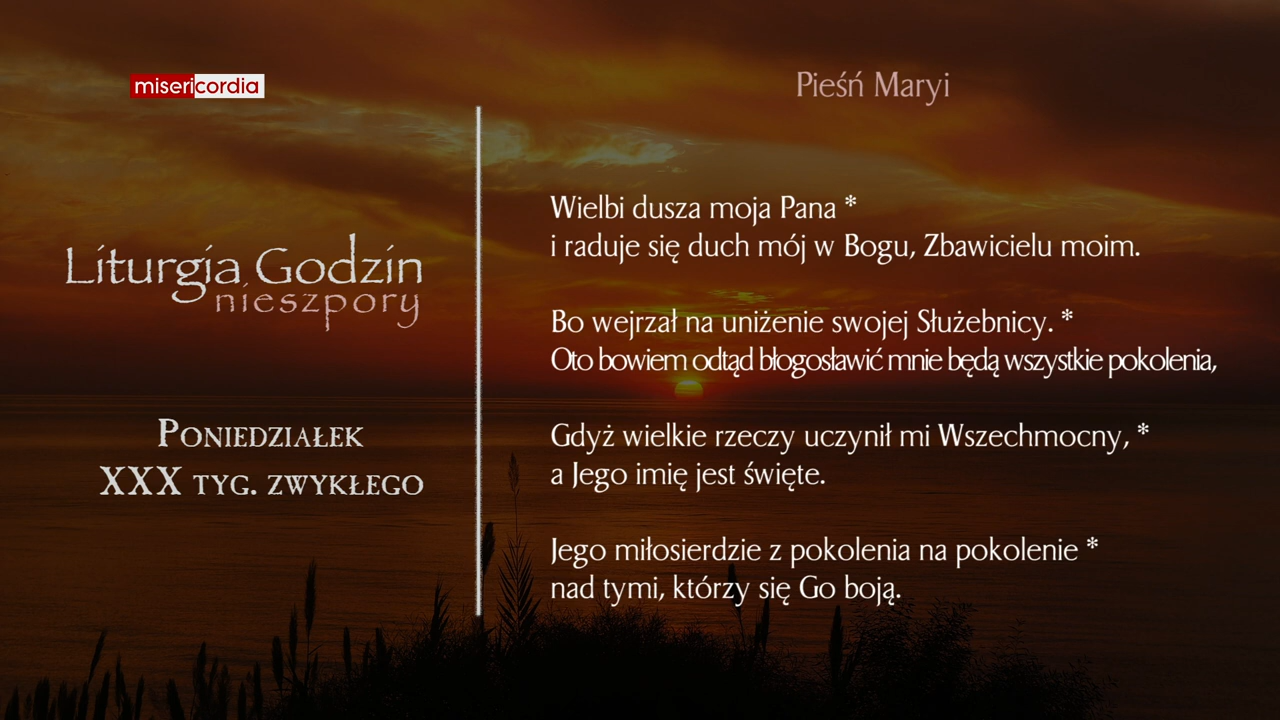 misericordia
Liturgia Godzin
nieszpory
Poniedziałek
XXX tyg. zwykłego
Pieśń Maryi
Wielbi dusza moja Pana *
i raduje się duch mój w Bogu, Zbawicielu moim.
Bo wejrzał na uniżenie swojej Służebnicy. *
Oto bowiem odtąd błogosławić mnie będą wszystkie pokolenia,
Gdyż wielkie rzeczy uczynił mi Wszechmocny, *
a Jego imię jest święte.
Jego miłosierdzie z pokolenia na pokolenie *
nad tymi, którzy się Go boją.